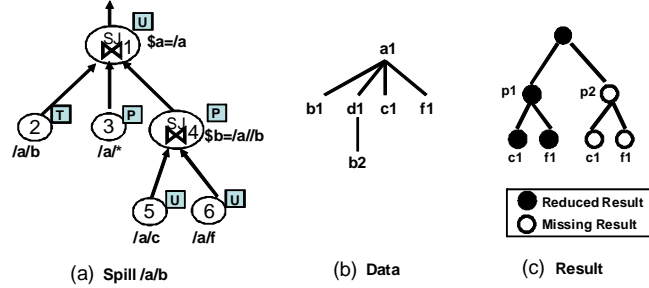 U
SJ 1
$a=/a
2
T
3
P
P
SJ 4
$b=/a//b
/a/b
/a/*
5
U
6
U
/a/c
/a/f
(a) Spill /a/b
a1
b1 d1 c1 f1
b2
(b) Data
p1 p2
c1 f1 c1 f1
Reduced Result
Missing Result
(c) Result